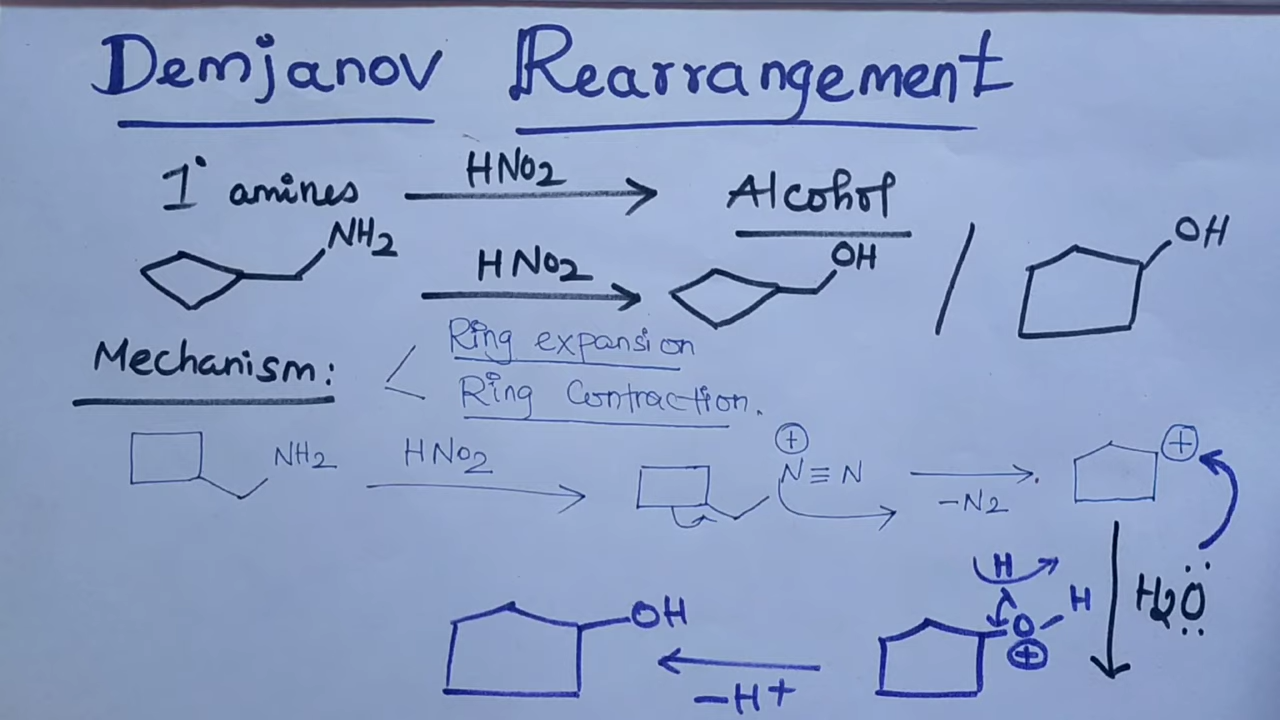 Demjanov Rearrangement
1° amines HNO2 Alcohol
NH2 HNO2 OH / OH
Mechanism: Ring expansion
Ring Contraction.
NH2 HNO2 ⊕ N≡N -N2 ⊕
H H H2O
OH O ⊕
-H+